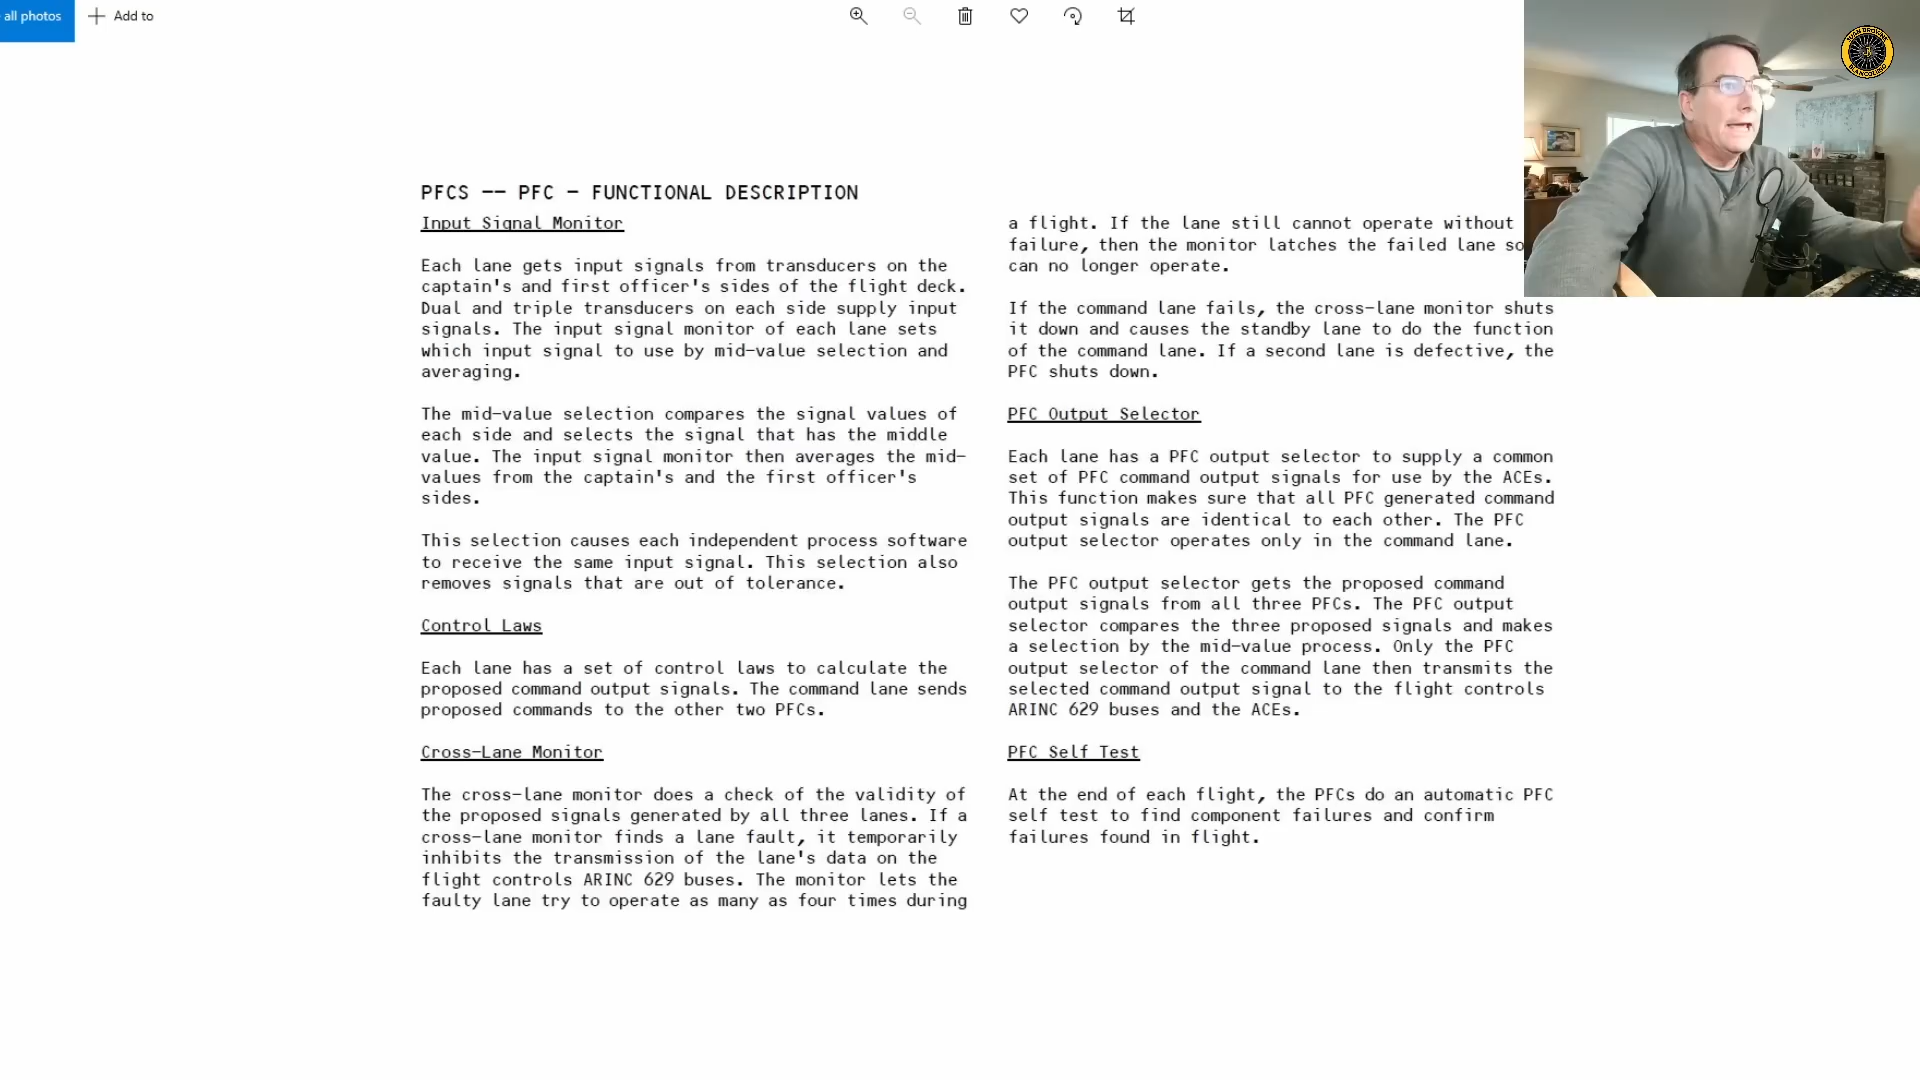 all photos
Add to
JUAN BROWNE
BLANCOLIRIO
PFCS -- PFC - FUNCTIONAL DESCRIPTION
Input Signal Monitor
Each lane gets input signals from transducers on the
captain's and first officer's sides of the flight deck.
Dual and triple transducers on each side supply input
signals. The input signal monitor of each lane sets
which input signal to use by mid-value selection and
averaging.
The mid-value selection compares the signal values of
each side and selects the signal that has the middle
value. The input signal monitor then averages the mid-
values from the captain's and the first officer's
sides.
This selection causes each independent process software
to receive the same input signal. This selection also
removes signals that are out of tolerance.
Control Laws
Each lane has a set of control laws to calculate the
proposed command output signals. The command lane sends
proposed commands to the other two PFCs.
Cross-Lane Monitor
The cross-lane monitor does a check of the validity of
the proposed signals generated by all three lanes. If a
cross-lane monitor finds a lane fault, it temporarily
inhibits the transmission of the lane's data on the
flight controls ARINC 629 buses. The monitor lets the
faulty lane try to operate as many as four times during
a flight. If the lane still cannot operate without
failure, then the monitor latches the failed lane so
can no longer operate.
If the command lane fails, the cross-lane monitor shuts
it down and causes the standby lane to do the function
of the command lane. If a second lane is defective, the
PFC shuts down.
PFC Output Selector
Each lane has a PFC output selector to supply a common
set of PFC command output signals for use by the ACEs.
This function makes sure that all PFC generated command
output signals are identical to each other. The PFC
output selector operates only in the command lane.
The PFC output selector gets the proposed command
output signals from all three PFCs. The PFC output
selector compares the three proposed signals and makes
a selection by the mid-value process. Only the PFC
output selector of the command lane then transmits the
selected command output signal to the flight controls
ARINC 629 buses and the ACEs.
PFC Self Test
At the end of each flight, the PFCs do an automatic PFC
self test to find component failures and confirm
failures found in flight.